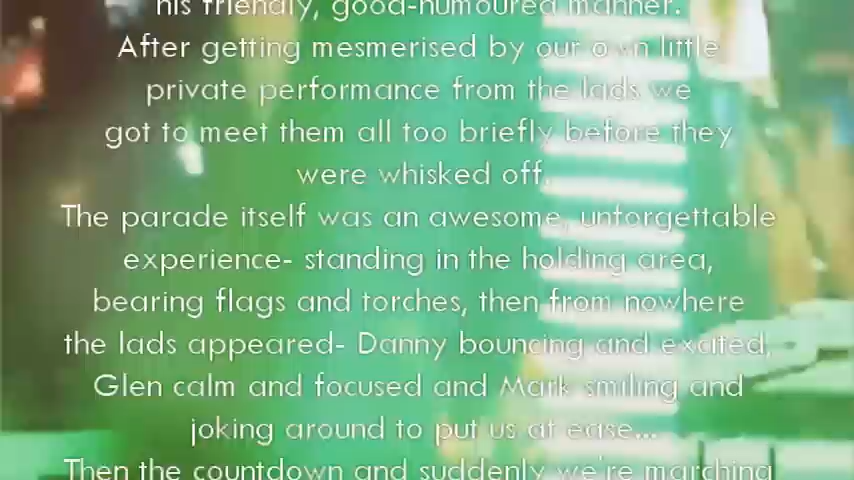 his friendly, good-humoured manner.
After getting mesmerised by our own little
private performance from the lads we
got to meet them all too briefly before they
were whisked off.
The parade itself was an awesome, unforgettable
experience- standing in the holding area,
bearing flags and torches, then from nowhere
the lads appeared- Danny bouncing and excited,
Glen calm and focused and Mark smiling and
joking around to put us at ease...
Then the countdown and suddenly we're marching